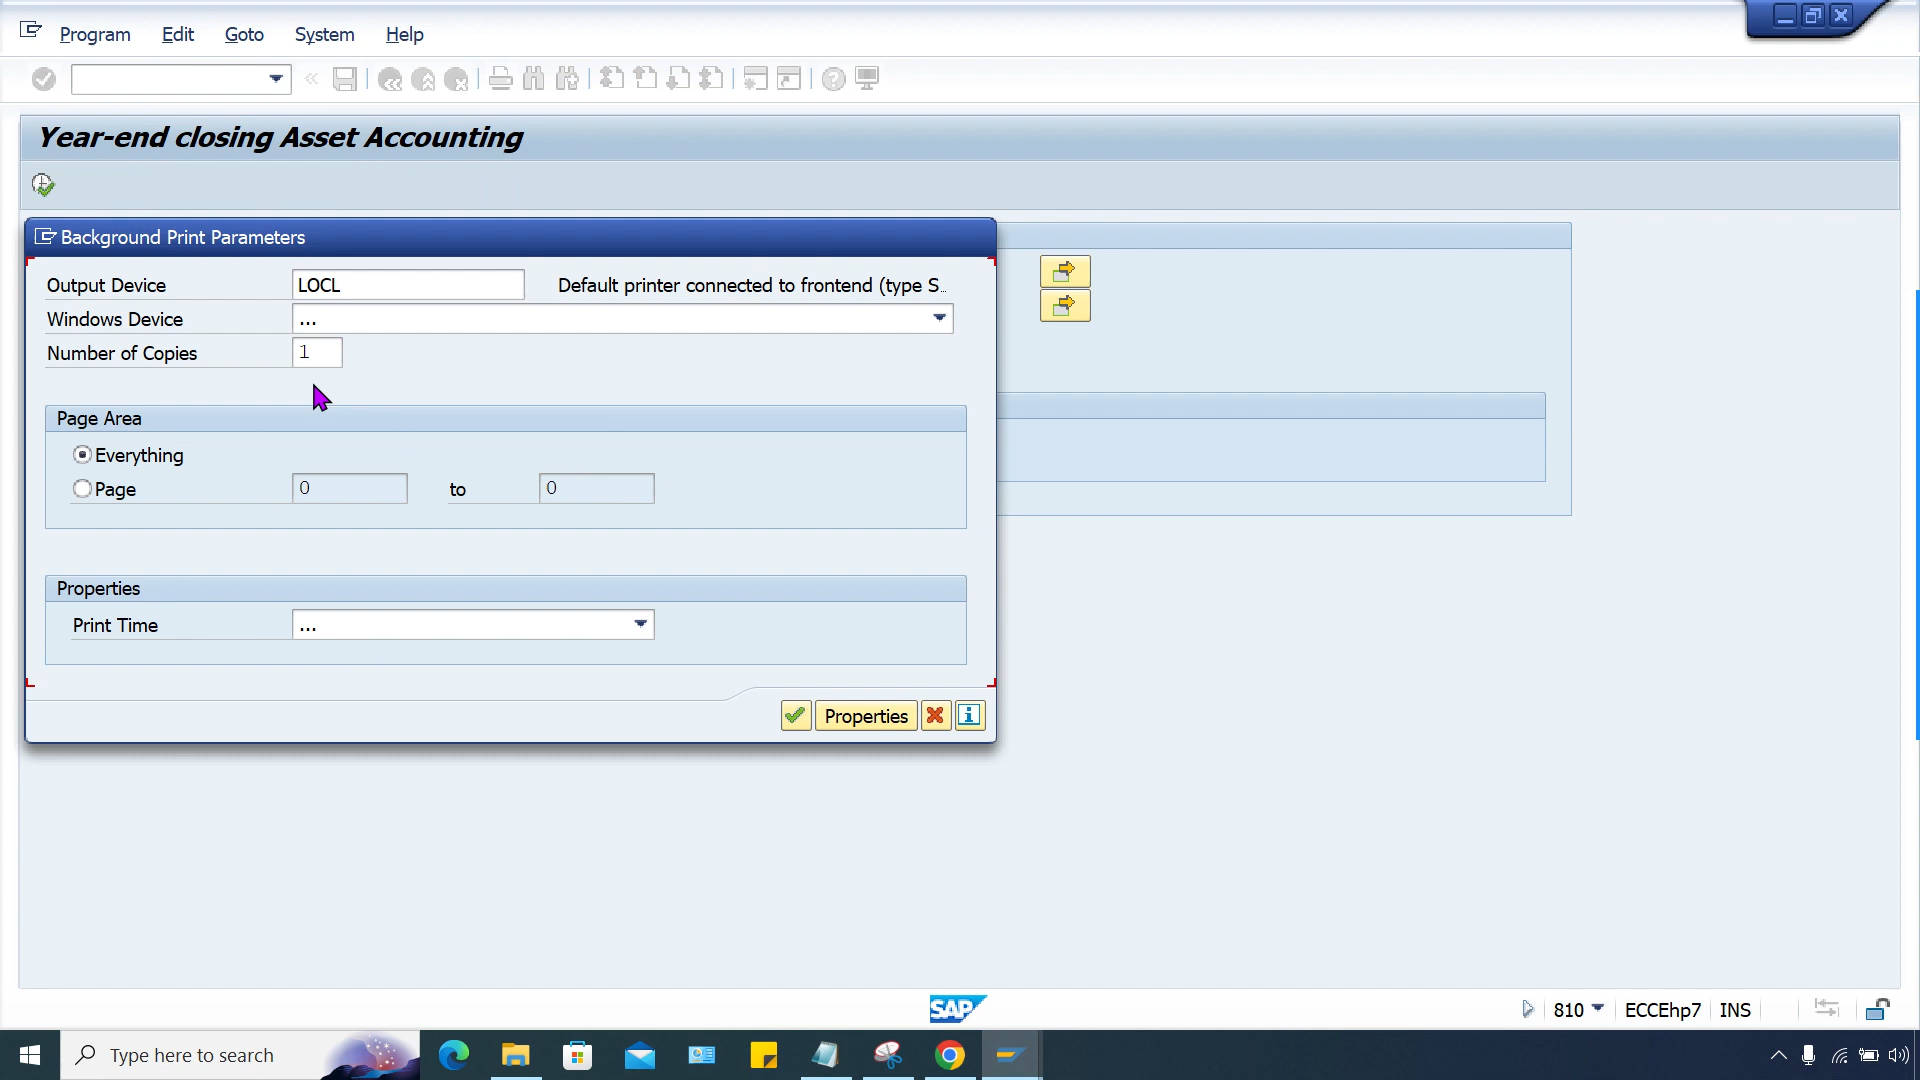 Program Edit Goto System Help
Year-end closing Asset Accounting
Background Print Parameters
Output Device LOCL Default printer connected to frontend (type S...
Windows Device ...
Number of Copies 1
Page Area
Everything
Page 0 to 0
Properties
Print Time ...
Properties
SAP
810 ECCEhp7 INS
Type here to search